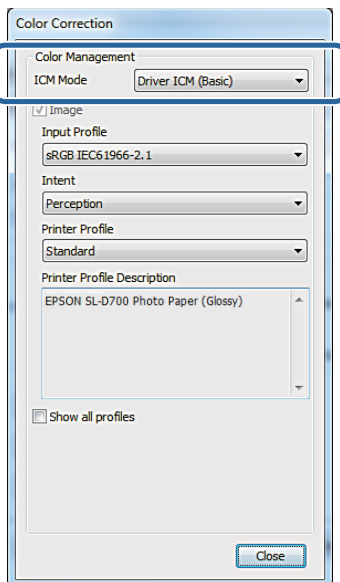 Color Correction
Color Management
ICM Mode
Driver ICM (Basic)
Image
Input Profile
sRGB IEC61966-2.1
Intent
Perception
Printer Profile
Standard
Printer Profile Description
EPSON SL-D700 Photo Paper (Glossy)
Show all profiles
Close